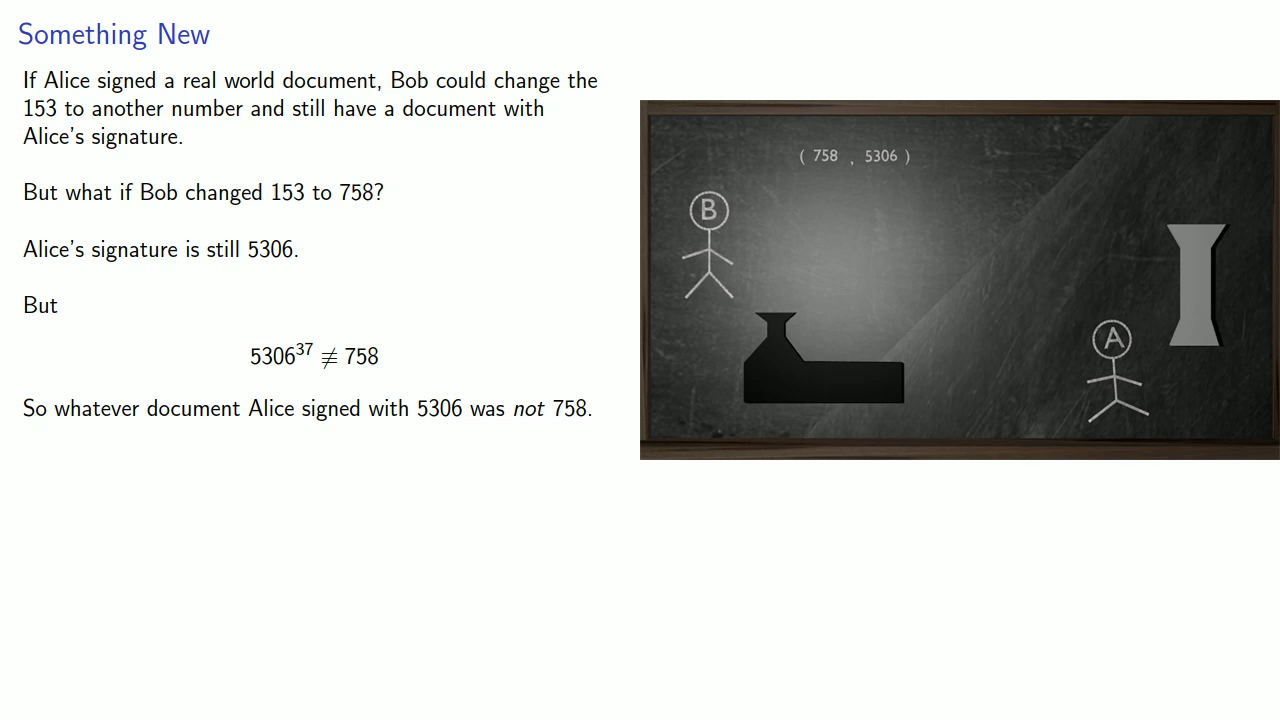 Something New
If Alice signed a real world document, Bob could change the
153 to another number and still have a document with
Alice's signature.
But what if Bob changed 153 to 758?
Alice's signature is still 5306.
But
5306³⁷ ≢ 758
So whatever document Alice signed with 5306 was not 758.
( 758 , 5306 )
B
A